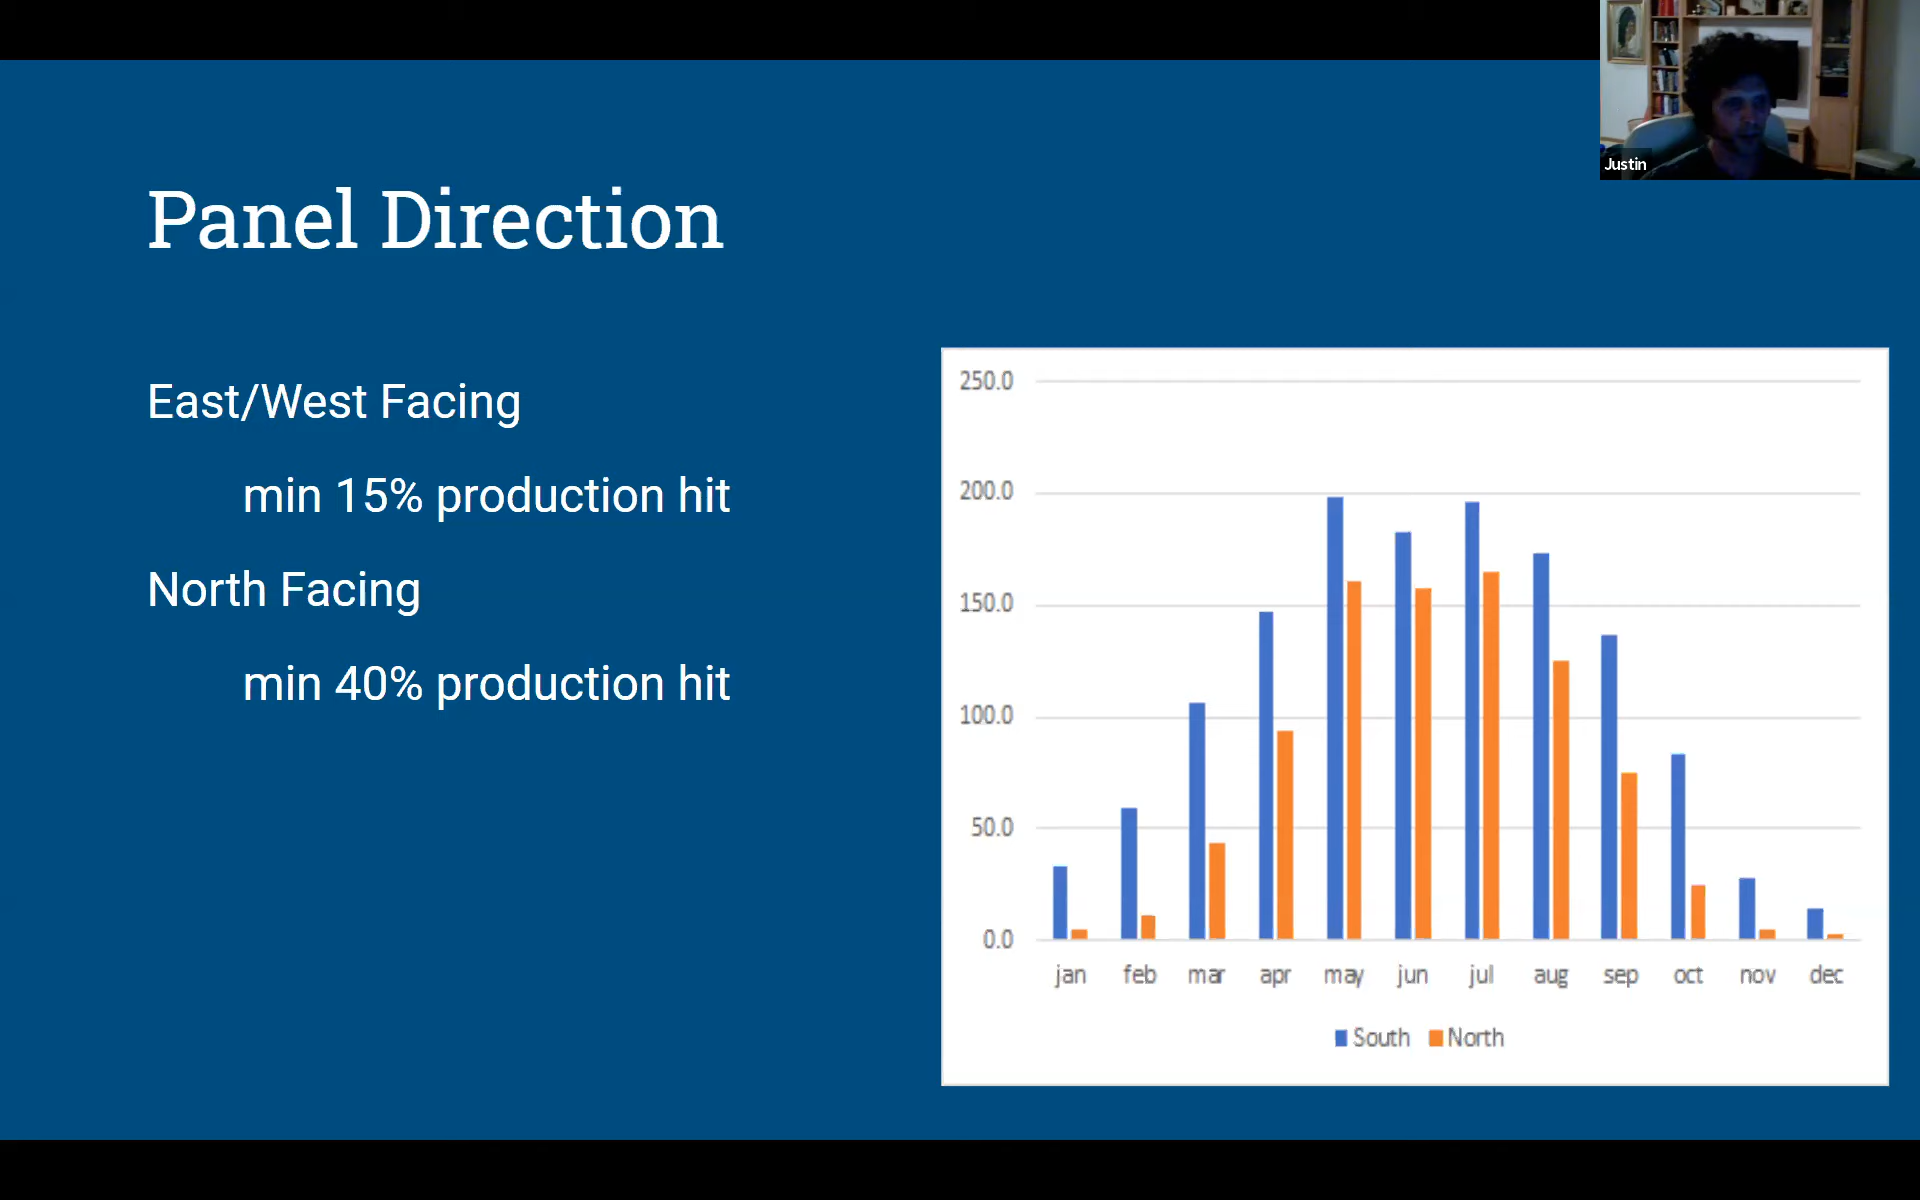 Justin
Panel Direction
East/West Facing
min 15% production hit
North Facing
min 40% production hit
250.0
200.0
150.0
100.0
50.0
0.0
jan feb mar apr may jun jul aug sep oct nov dec
South North